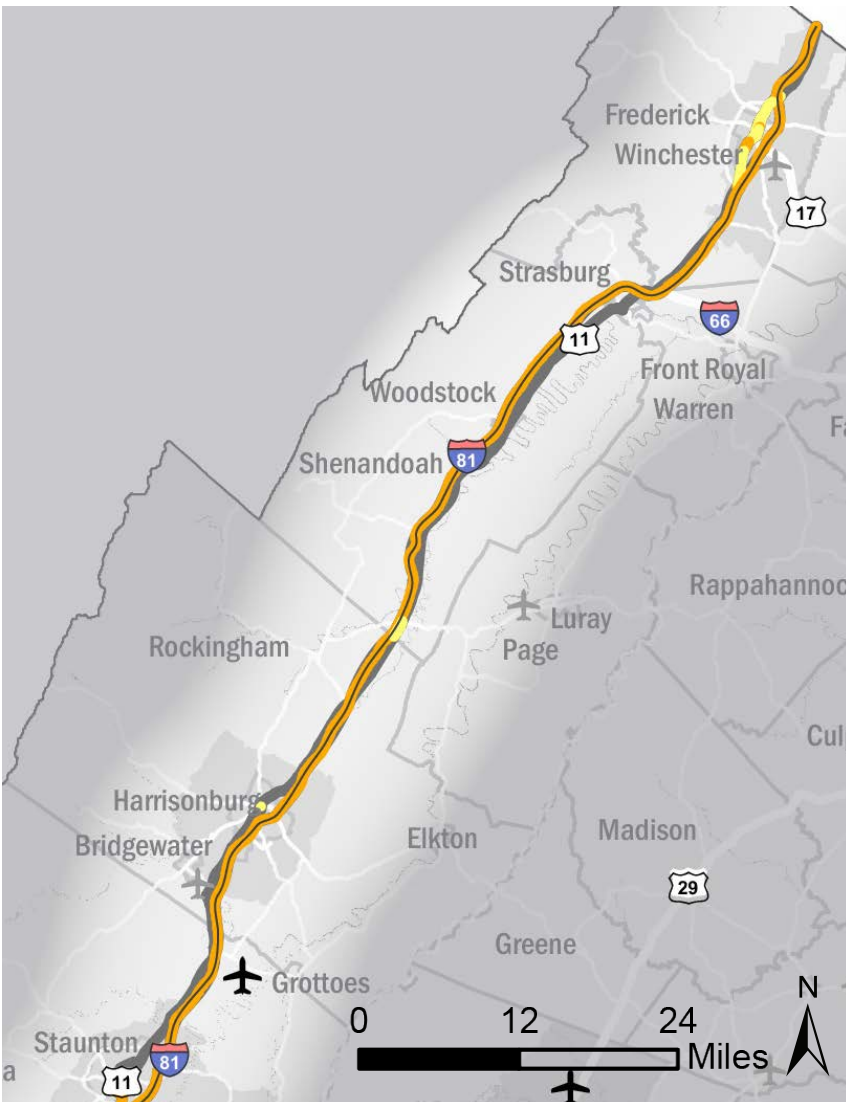 Frederick
Winchester
17
Strasburg
66
11
Front Royal
Warren
Woodstock
Fa
81
Shenandoah
Rappahannoc
Luray
Page
Rockingham
Cul
Harrisonburg
Bridgewater
Elkton
Madison
29
Greene
Grottoes
N
0 12 24
Miles
Staunton
81
a
11